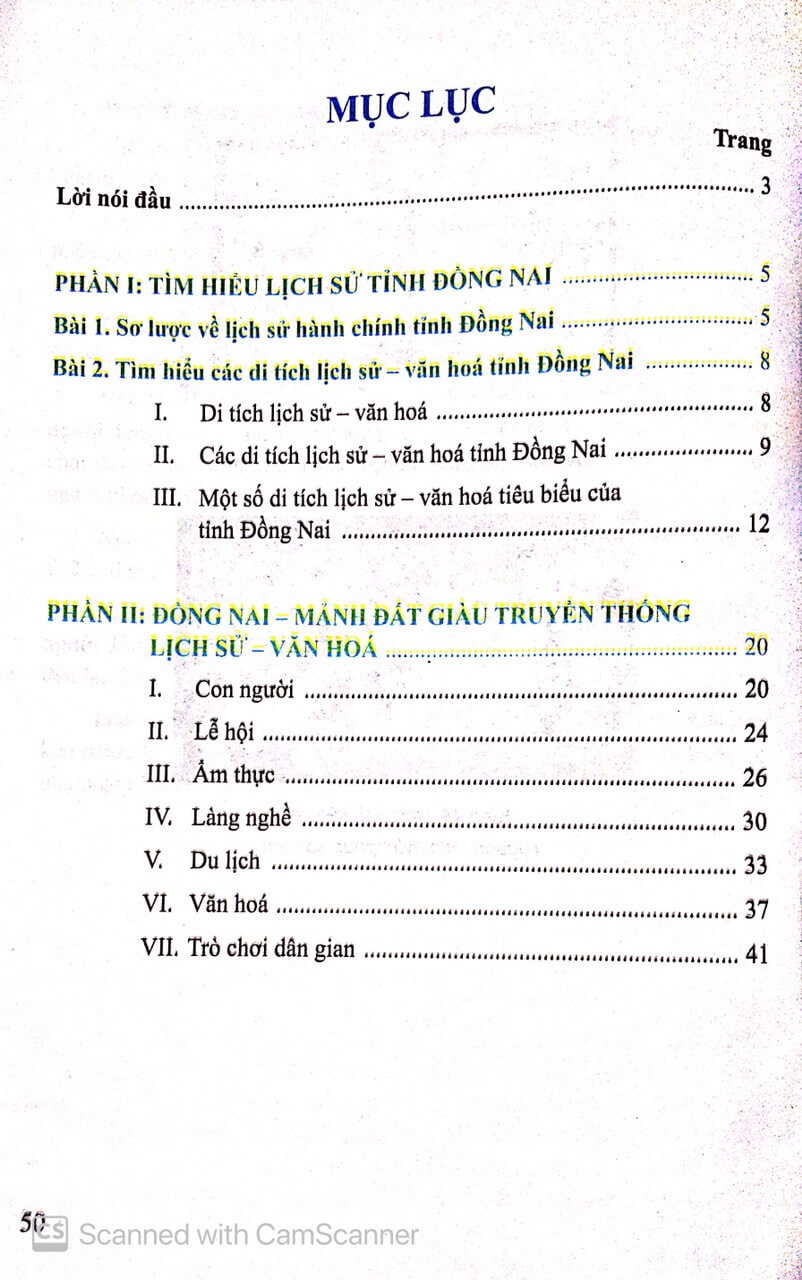 MỤC LỤC
Trang
Lời nói đầu ........................ 3
PHẦN I: TÌM HIỂU LỊCH SỬ TỈNH ĐỒNG NAI ........................ 5
Bài 1. Sơ lược về lịch sử hành chính tỉnh Đồng Nai ........................ 5
Bài 2. Tìm hiểu các di tích lịch sử – văn hoá tỉnh Đồng Nai ........................ 8
I. Di tích lịch sử – văn hoá ........................ 8
II. Các di tích lịch sử – văn hoá tỉnh Đồng Nai ........................ 9
III. Một số di tích lịch sử – văn hoá tiêu biểu của
tỉnh Đồng Nai ........................ 12
PHẦN II: ĐỒNG NAI – MẢNH ĐẤT GIÀU TRUYỀN THỐNG
LỊCH SỬ – VĂN HOÁ ........................ 20
I. Con người ........................ 20
II. Lễ hội ........................ 24
III. Ẩm thực ........................ 26
IV. Làng nghề ........................ 30
V. Du lịch ........................ 33
VI. Văn hoá ........................ 37
VII. Trò chơi dân gian ........................ 41
50
CS Scanned with CamScanner